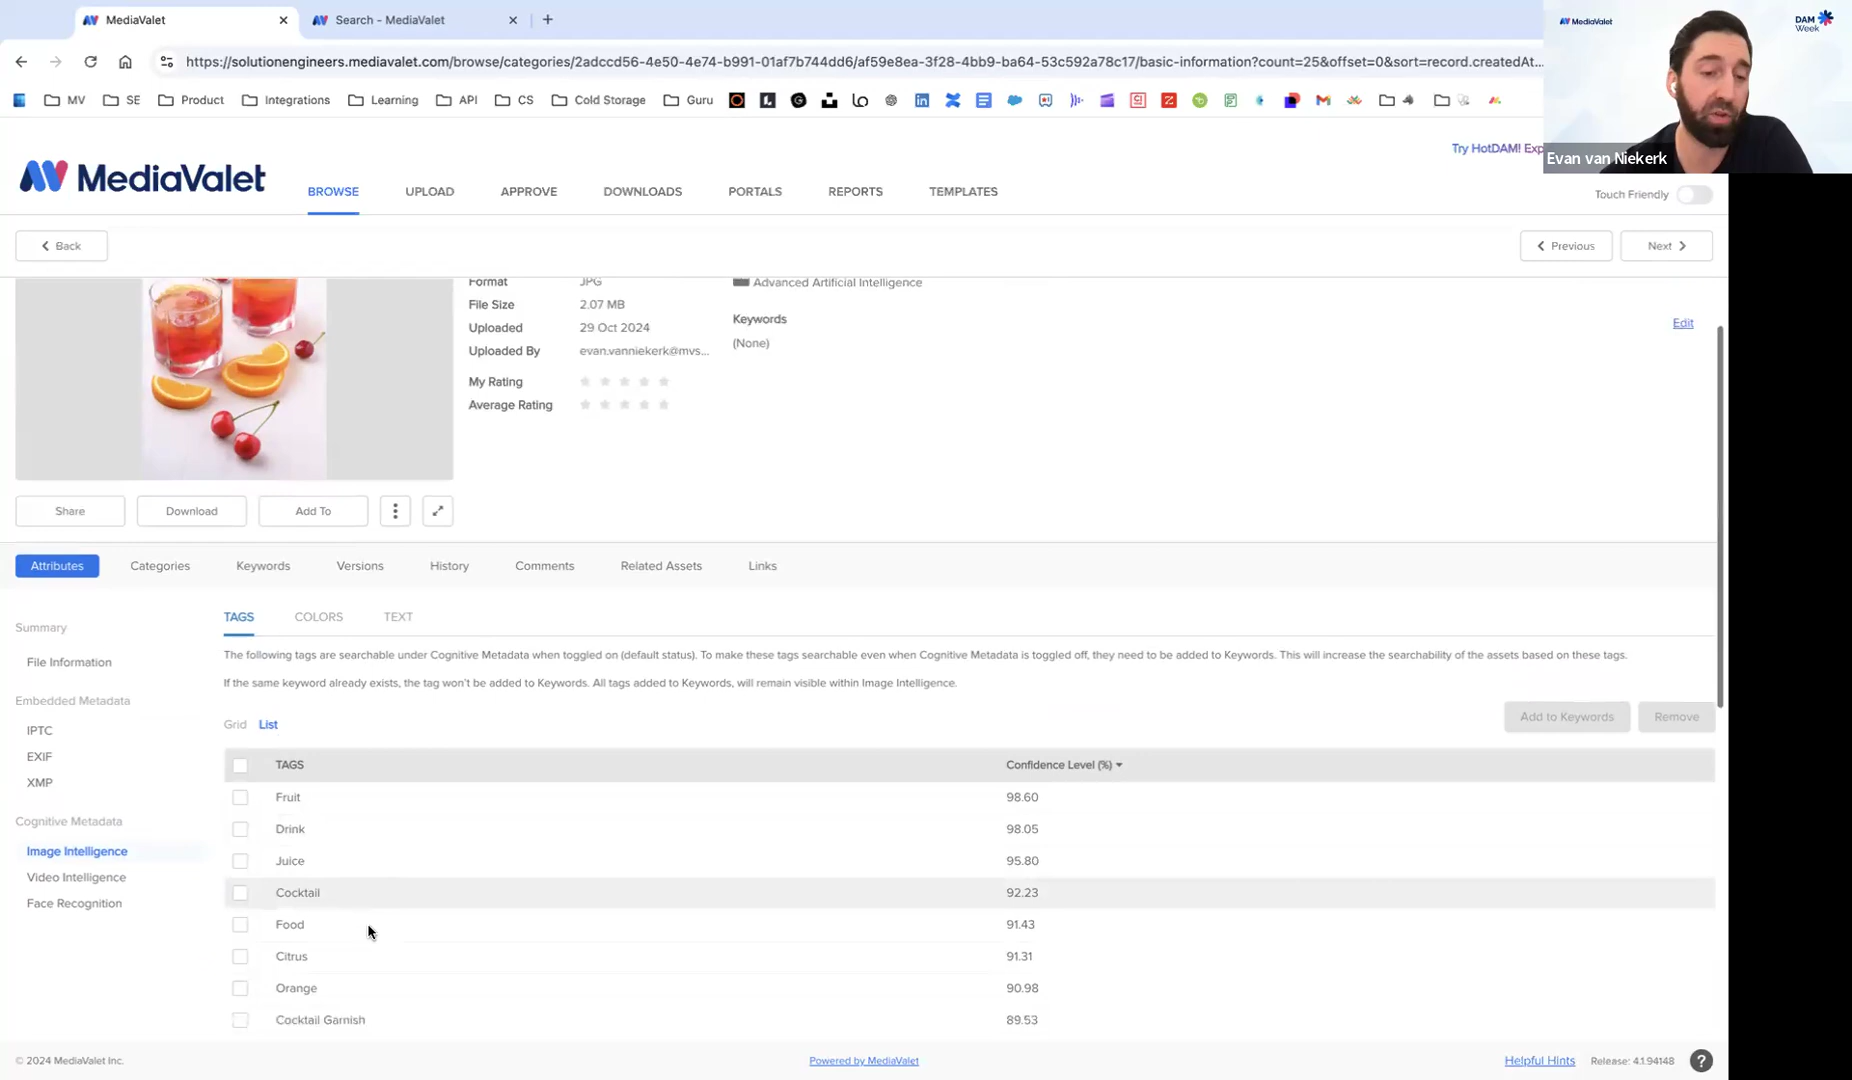 MediaValet
Search - MediaValet
https://solutionengineers.mediavalet.com/browse/categories/2adccd56-4e50-4e74-b991-01af7b744dd6/af59e8ea-3f28-4bb9-ba64-53c592a78c17/basic-information?count=25&offset=0&sort=record.createdAt...
MV SE Product Integrations Learning API CS Cold Storage Guru
MediaValet
DAM Week
Evan van Niekerk
Try HotDAM! Exp
MediaValet
BROWSE UPLOAD APPROVE DOWNLOADS PORTALS REPORTS TEMPLATES
Touch Friendly
Back
Previous
Next
Format JPG
File Size 2.07 MB
Uploaded 29 Oct 2024
Uploaded By evan.vanniekerk@mvs...
My Rating
Average Rating
Advanced Artificial Intelligence
Keywords
(None)
Edit
Share Download Add To
Attributes Categories Keywords Versions History Comments Related Assets Links
Summary
File Information
Embedded Metadata
IPTC
EXIF
XMP
Cognitive Metadata
Image Intelligence
Video Intelligence
Face Recognition
TAGS COLORS TEXT
The following tags are searchable under Cognitive Metadata when toggled on (default status). To make these tags searchable even when Cognitive Metadata is toggled off, they need to be added to Keywords. This will increase the searchability of the assets based on these tags.
If the same keyword already exists, the tag won't be added to Keywords. All tags added to Keywords, will remain visible within Image Intelligence.
Grid List
Add to Keywords Remove
TAGS Confidence Level (%)
Fruit 98.60
Drink 98.05
Juice 95.80
Cocktail 92.23
Food 91.43
Citrus 91.31
Orange 90.98
Cocktail Garnish 89.53
© 2024 MediaValet Inc.
Powered by MediaValet
Helpful Hints
Release: 4.1.94148
?